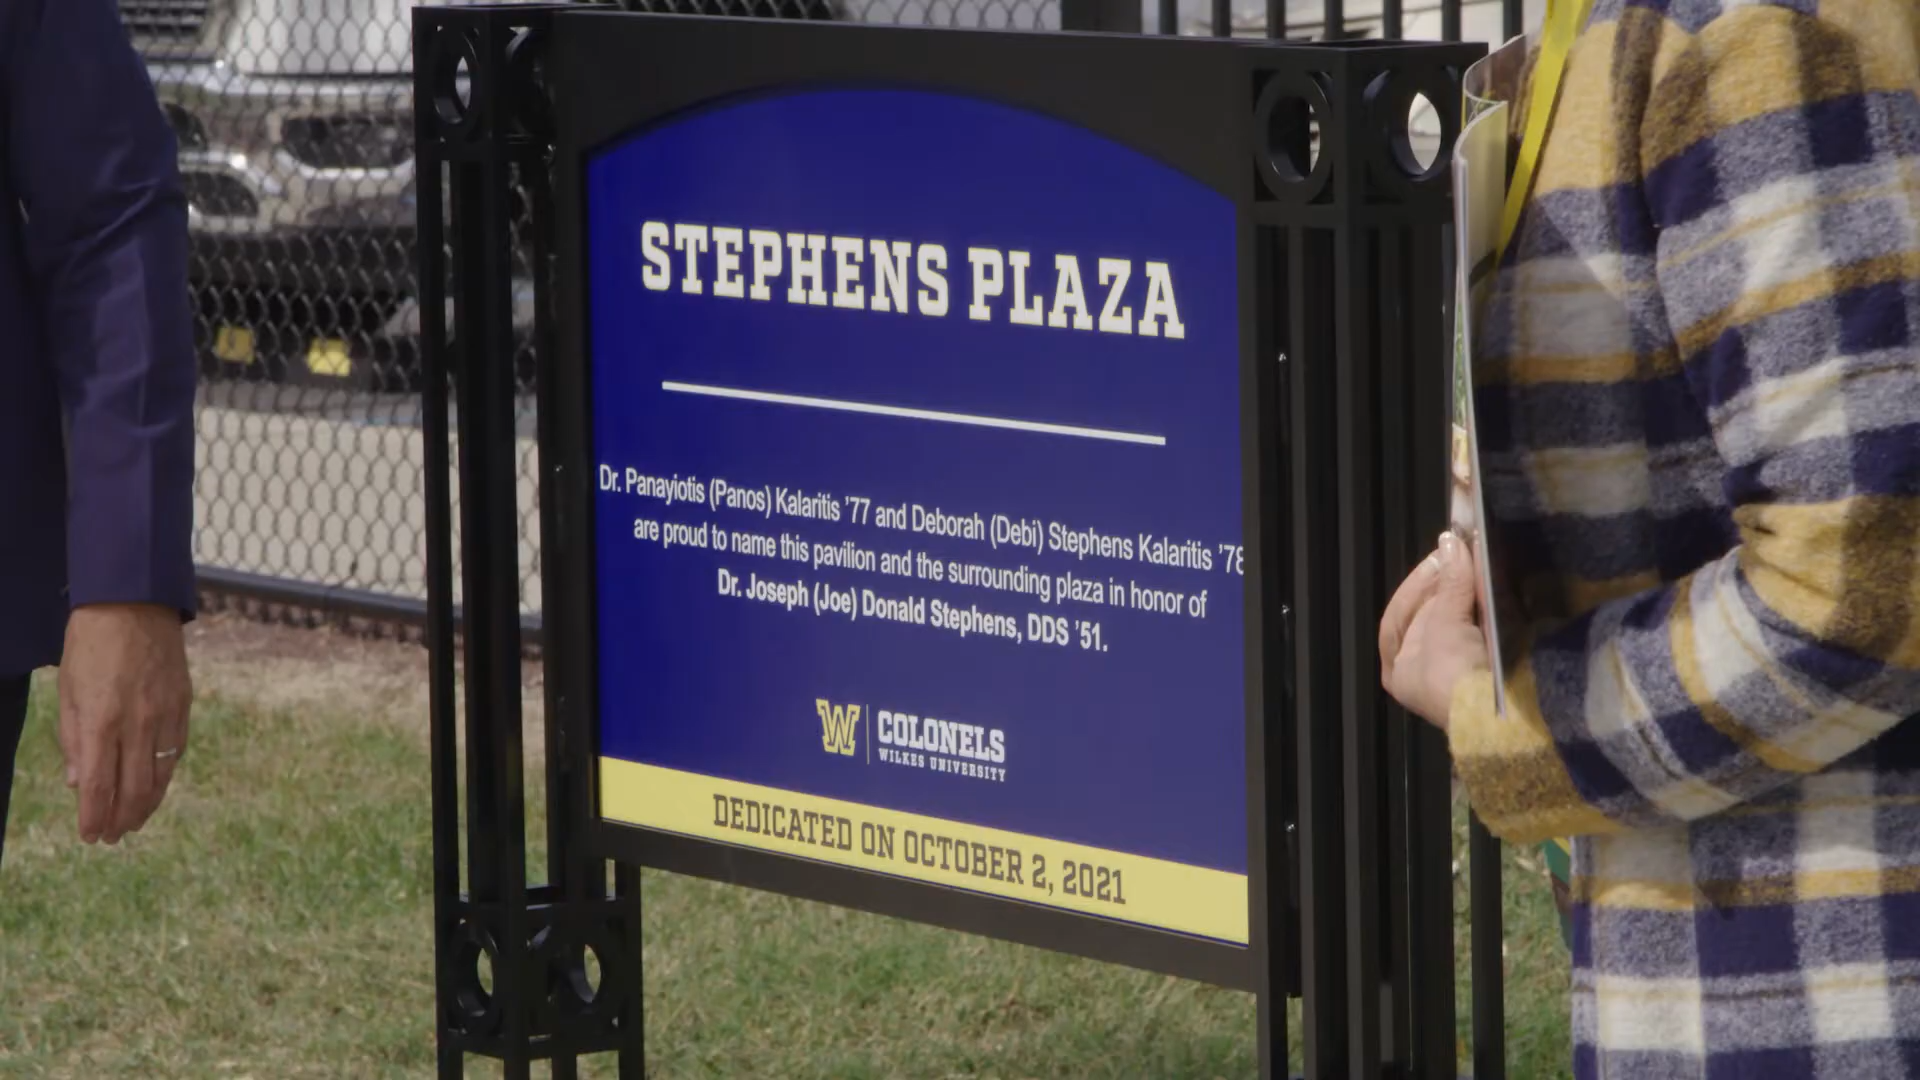 STEPHENS PLAZA
Dr. Panayiotis (Panos) Kalaritis ’77 and Deborah (Debi) Stephens Kalaritis ’78
are proud to name this pavilion and the surrounding plaza in honor of
Dr. Joseph (Joe) Donald Stephens, DDS ’51.
W COLONELS
WILKES UNIVERSITY
DEDICATED ON OCTOBER 2, 2021